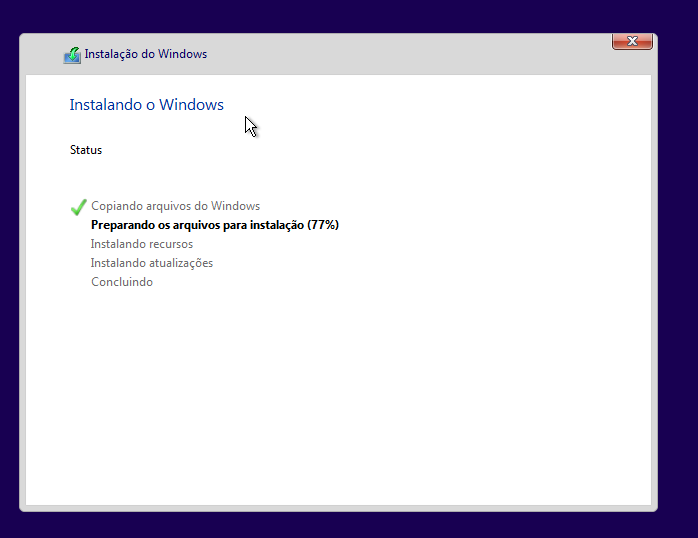 Instalação do Windows
Instalando o Windows
Status
Copiando arquivos do Windows
Preparando os arquivos para instalação (77%)
Instalando recursos
Instalando atualizações
Concluindo